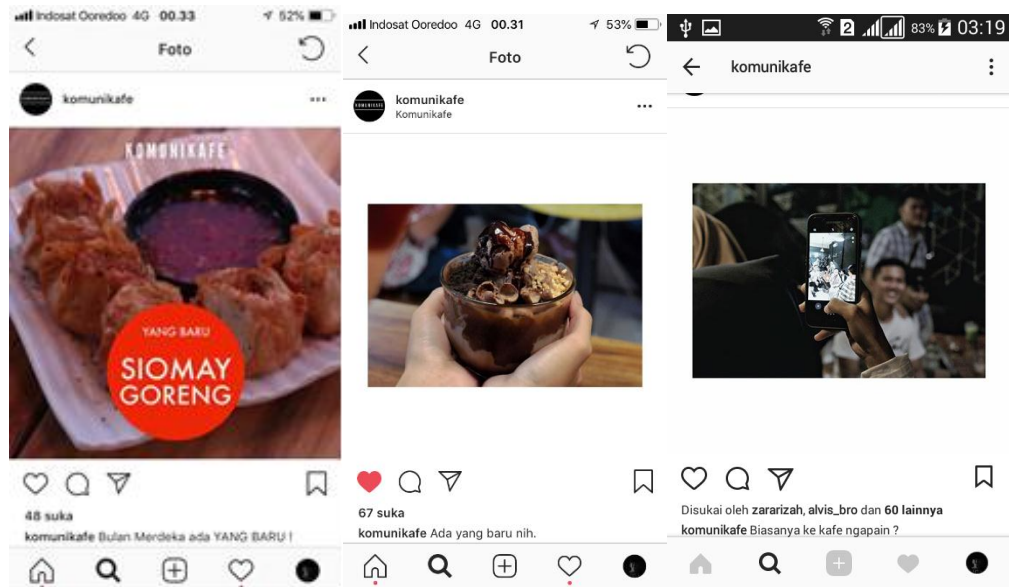 Indosat Ooredoo 4G 00.33 52%
Foto
komunikafe
KOMUNIKAFE
YANG BARU
SIOMAY
GORENG
48 suka
komunikafe Bulan Merdeka ada YANG BARU !
Indosat Ooredoo 4G 00.31 53%
Foto
komunikafe
Komunikafe
67 suka
komunikafe Ada yang baru nih.
2 83% 03:19
komunikafe
Disukai oleh zararizah, alvis_bro dan 60 lainnya
komunikafe Biasanya ke kafe ngapain ?